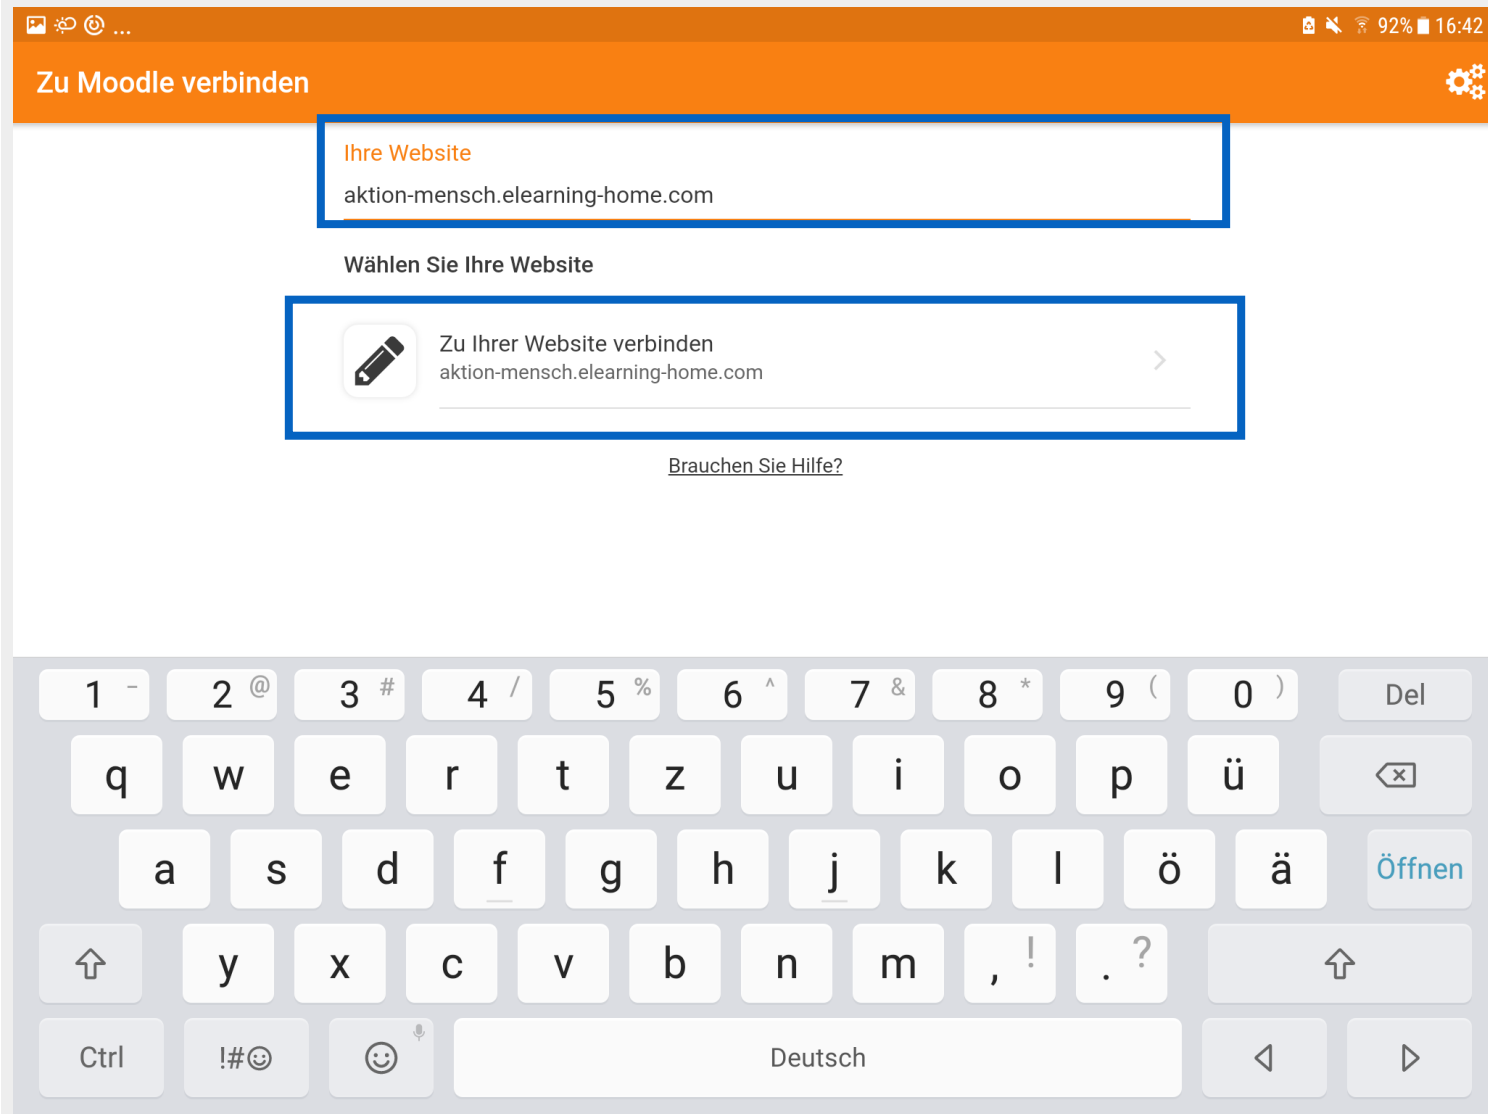 ... 92% 16:42
Zu Moodle verbinden
Ihre Website
aktion-mensch.elearning-home.com
Wählen Sie Ihre Website
Zu Ihrer Website verbinden
aktion-mensch.elearning-home.com
Brauchen Sie Hilfe?
1 - 2 @ 3 # 4 / 5 % 6 ^ 7 & 8 * 9 ( 0 ) Del
q w e r t z u i o p ü
a s d f g h j k l ö ä Öffnen
y x c v b n m , ! . ?
Ctrl !#☺ Deutsch